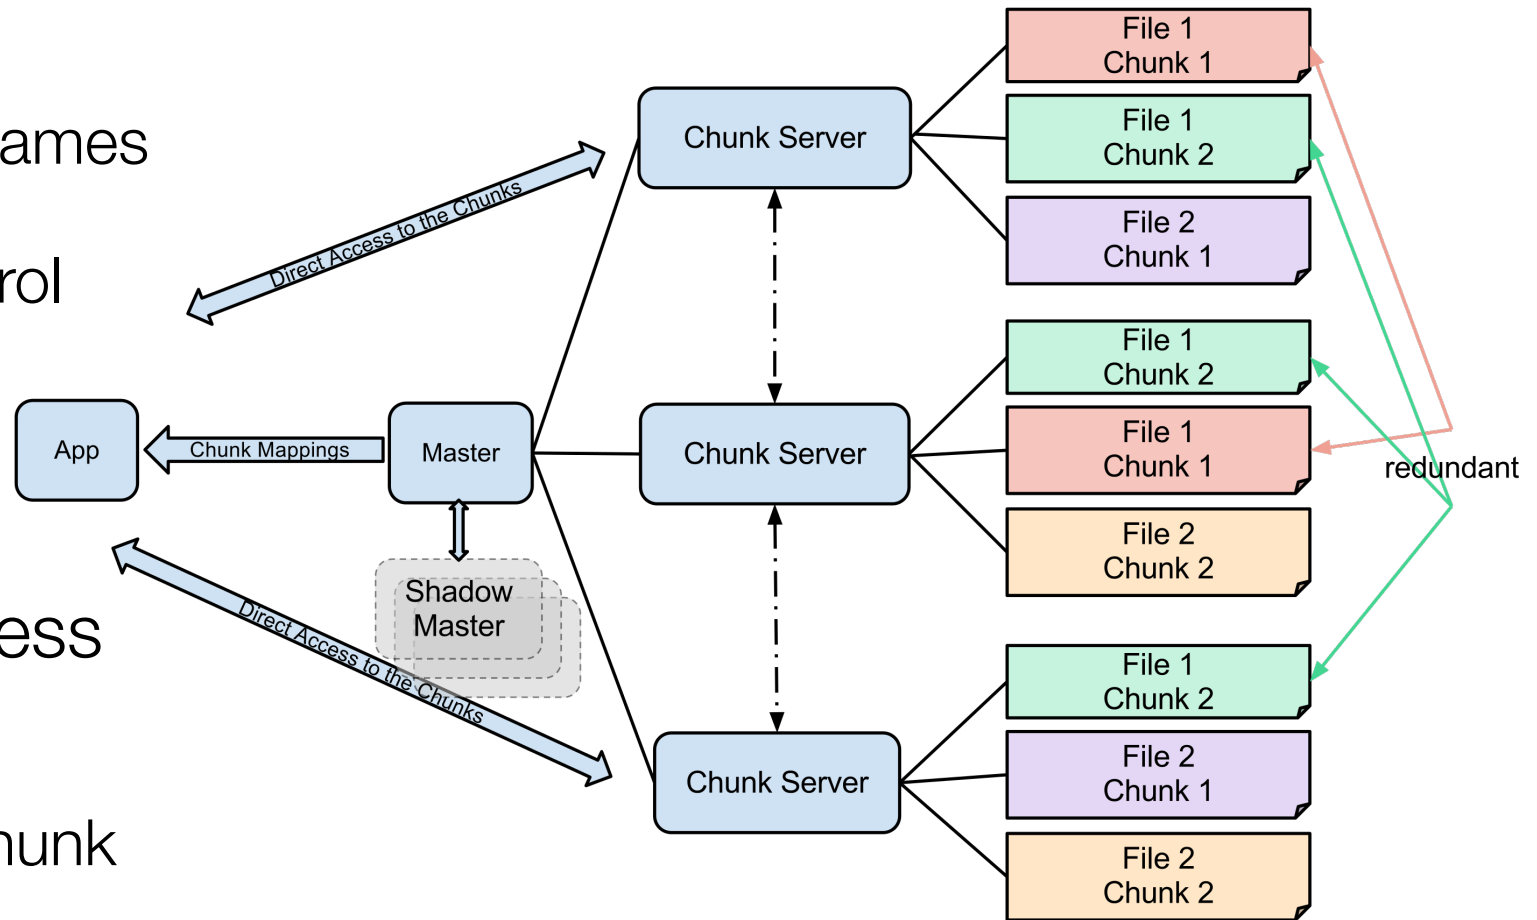 ames
rol
ess
hunk
App
Chunk Mappings
Master
Shadow
Master
Direct Access to the Chunks
Direct Access to the Chunks
Chunk Server
Chunk Server
Chunk Server
File 1
Chunk 1
File 1
Chunk 2
File 2
Chunk 1
File 1
Chunk 2
File 1
Chunk 1
File 2
Chunk 2
File 1
Chunk 2
File 2
Chunk 1
File 2
Chunk 2
redundant